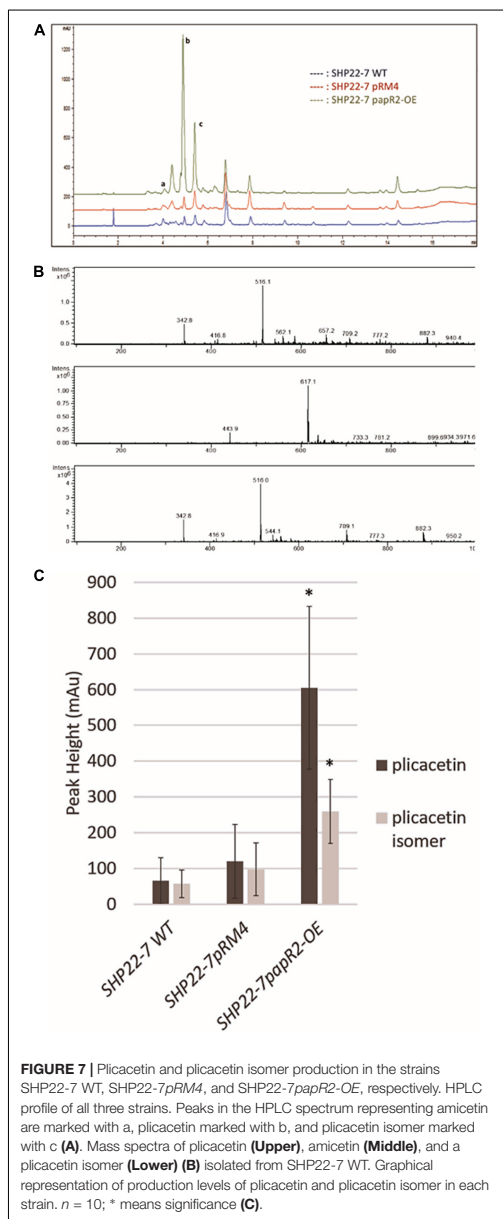 A
mAU
b
1200
1000
800
600
400
200
0
a
c
----: SHP22-7 WT
----: SHP22-7 pRM4
----: SHP22-7 papR2-OE
0 2 4 6 8 10 12 14 16 min
B
Intens
x10⁶
1.0
0.5
0.0
342.8
416.8
516.1
562.1
657.2
709.2
777.2
882.3
940.4
200 400 600 800
Intens
x10⁶
1.00
0.75
0.50
0.25
0.00
443.9
617.1
733.3
781.2
899.6 934.3 971.6
200 400 600 800
Intens
4
3
2
1
0
342.8
416.9
516.0
544.1
709.1
777.3
882.3
950.2
200 400 600 800
C
Peak Height (mAu)
900
800
700
600
500
400
300
200
100
0
*
*
plicacetin
plicacetin
isomer
SHP22-7 WT
SHP22-7pRM4
SHP22-7papR2-OE
FIGURE 7 | Plicacetin and plicacetin isomer production in the strains
SHP22-7 WT, SHP22-7pRM4, and SHP22-7papR2-OE, respectively. HPLC
profile of all three strains. Peaks in the HPLC spectrum representing amicetin
are marked with a, plicacetin marked with b, and plicacetin isomer marked
with c (A). Mass spectra of plicacetin (Upper), amicetin (Middle), and a
plicacetin isomer (Lower) (B) isolated from SHP22-7 WT. Graphical
representation of production levels of plicacetin and plicacetin isomer in each
strain. n = 10; * means significance (C).